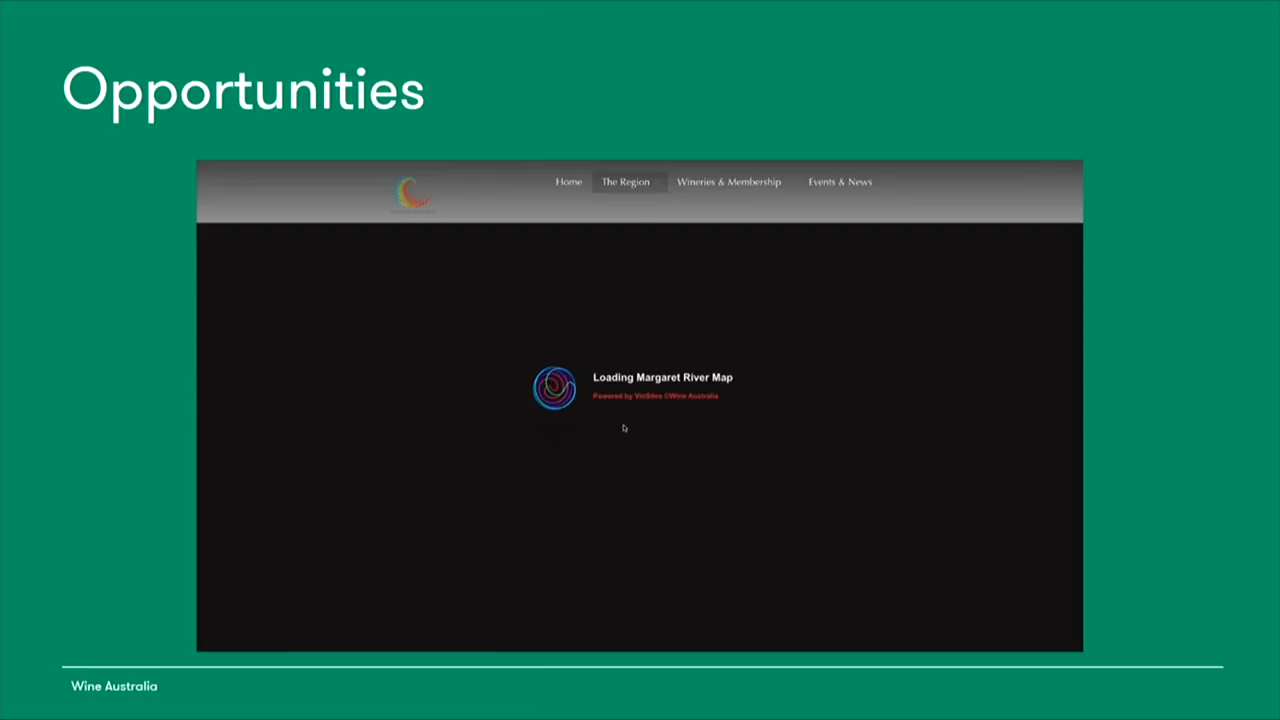 Opportunities
Home The Region Wineries & Membership Events & News
Loading Margaret River Map
Powered by VinSites ©Wine Australia
Wine Australia